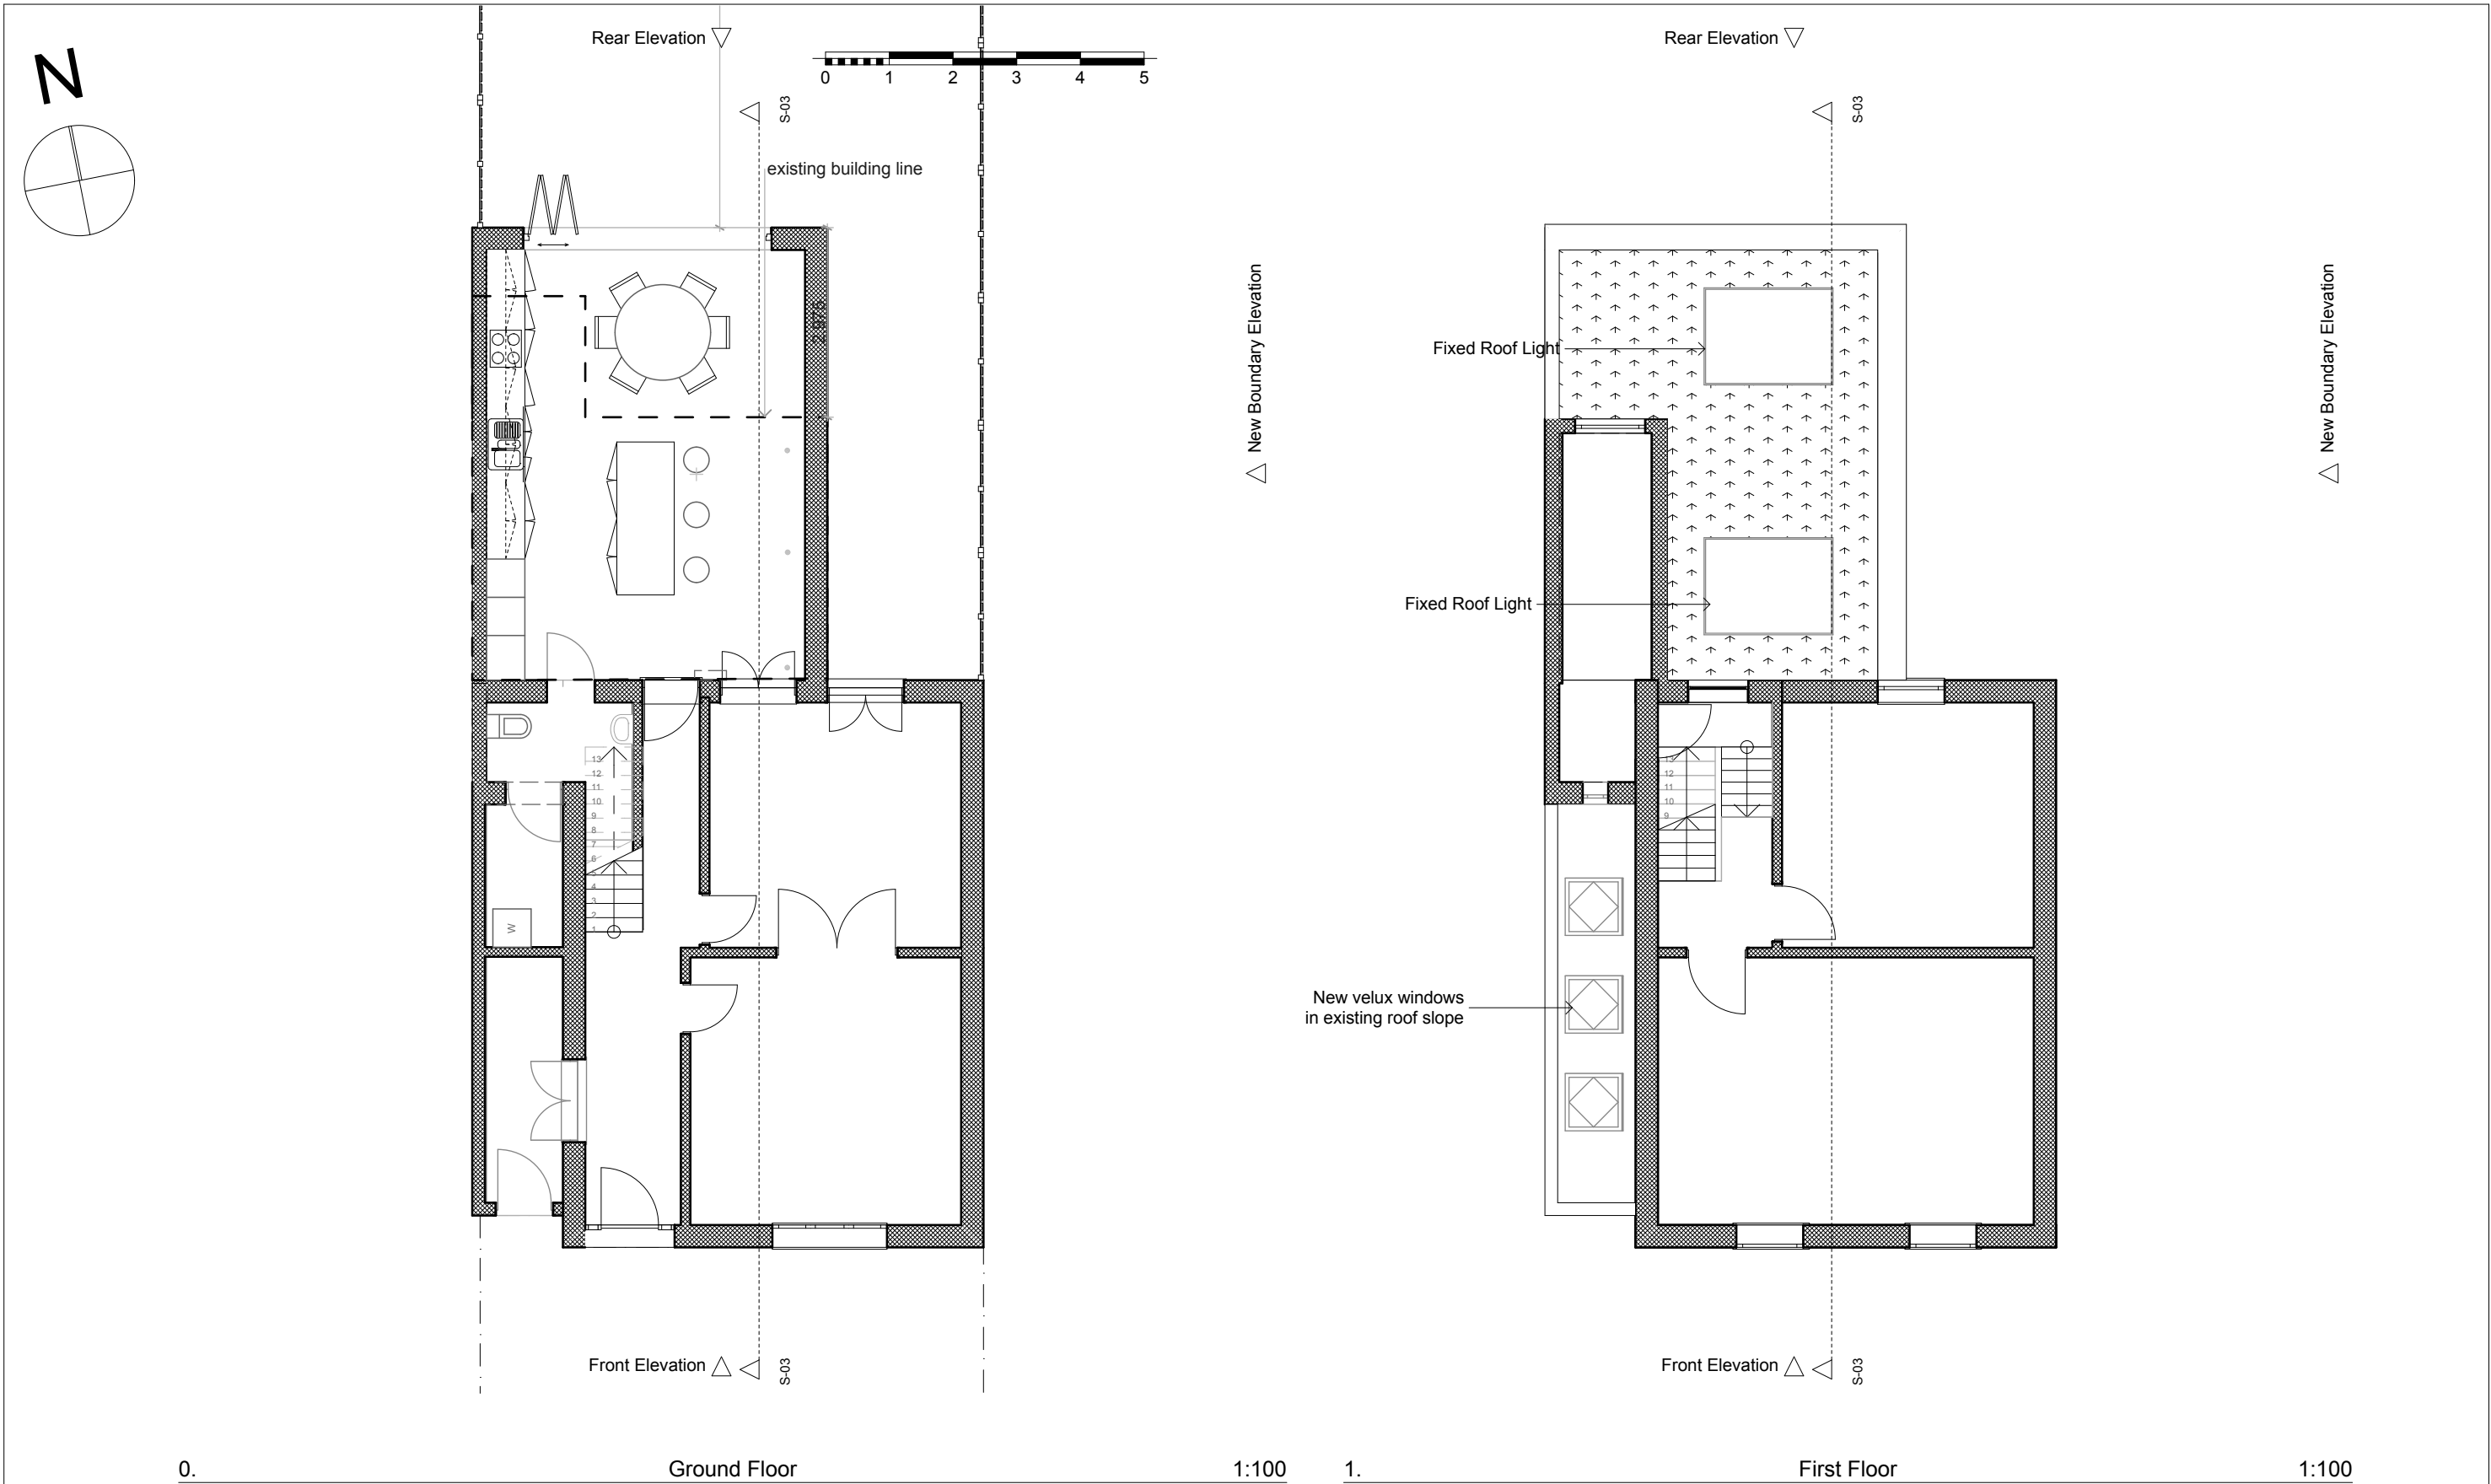 N
Rear Elevation
0 1 2 3 4 5
S-03
existing building line
2.975
New Boundary Elevation
13
12
11
10
9
8
7
6
5
4
3
2
1
W
Front Elevation
S-03
0. Ground Floor 1:100
Rear Elevation
S-03
New Boundary Elevation
Fixed Roof Light
Fixed Roof Light
13
12
11
10
9
New velux windows
in existing roof slope
Front Elevation
S-03
1. First Floor 1:100